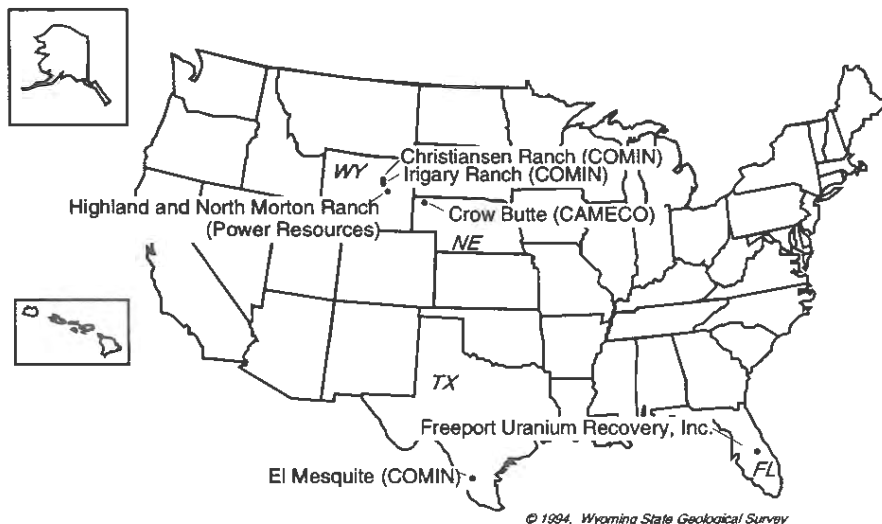 WY
Christiansen Ranch (COMIN)
Irigary Ranch (COMIN)
Highland and North Morton Ranch
(Power Resources)
Crow Butte (CAMECO)
NE
TX
Freeport Uranium Recovery, Inc.
FL
El Mesquite (COMIN)
© 1994, Wyoming State Geological Survey